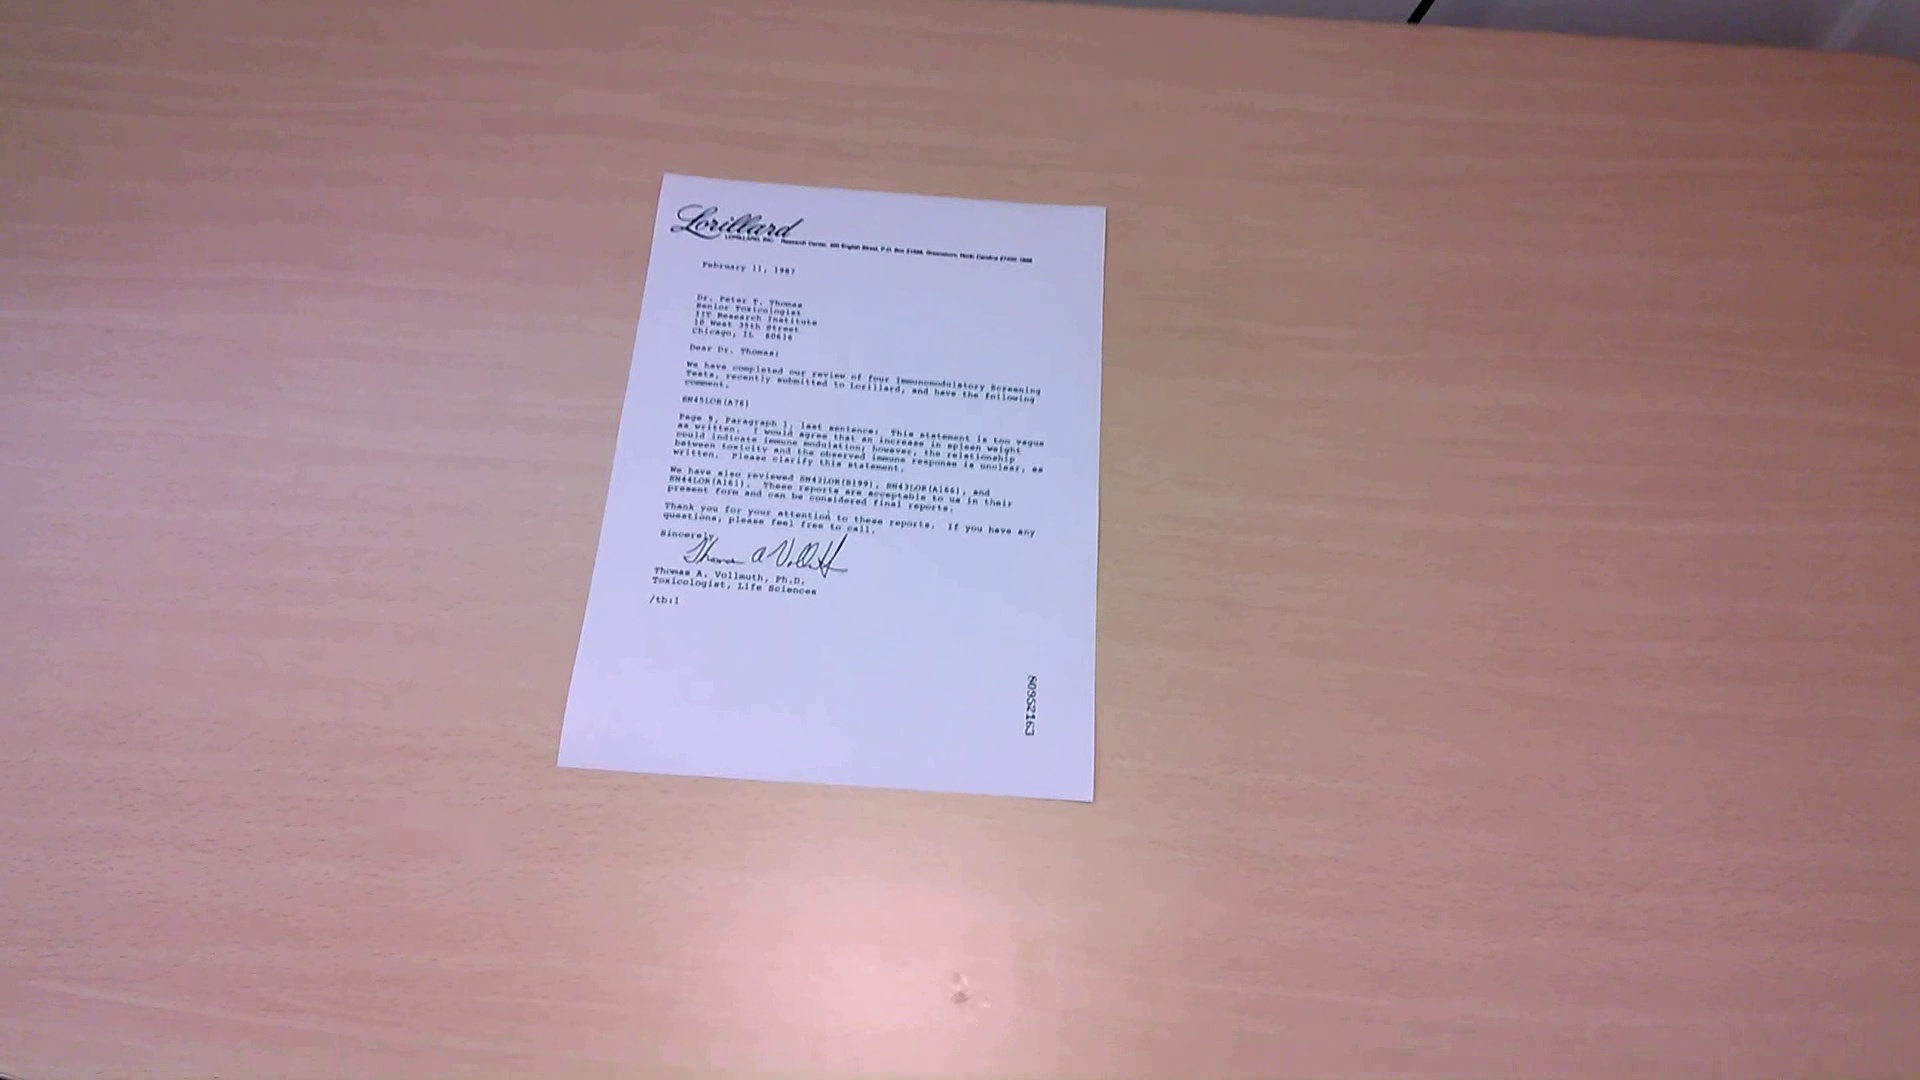 Lorillard
LORILLARD, INC. Research Center, 420 English Street, P.O. Box 21688, Greensboro, North Carolina 27420-1688
February 11, 1987
Dr. Peter T. Thomas
Senior Toxicologist
IIT Research Institute
10 West 35th Street
Chicago, IL 60616
Dear Dr. Thomas:
We have completed our review of four Immunomodulatory Screening
Tests, recently submitted to Lorillard, and have the following
comment.
SN45LOR(A76)
Page 9, Paragraph 1, last sentence: This statement is too vague
as written. I would agree that an increase in spleen weight
could indicate immune modulation; however, the relationship
between toxicity and the observed immune response is unclear, as
written. Please clarify this statement.
We have also reviewed SN42LOR(B199), SN43LOR(A166), and
SN44LOR(A161). These reports are acceptable to us in their
present form and can be considered final reports.
Thank you for your attention to these reports. If you have any
questions, please feel free to call.
Sincerely,
Thomas A Vollmuth
Thomas A. Vollmuth, Ph.D.
Toxicologist, Life Sciences
/tb:1
80952163